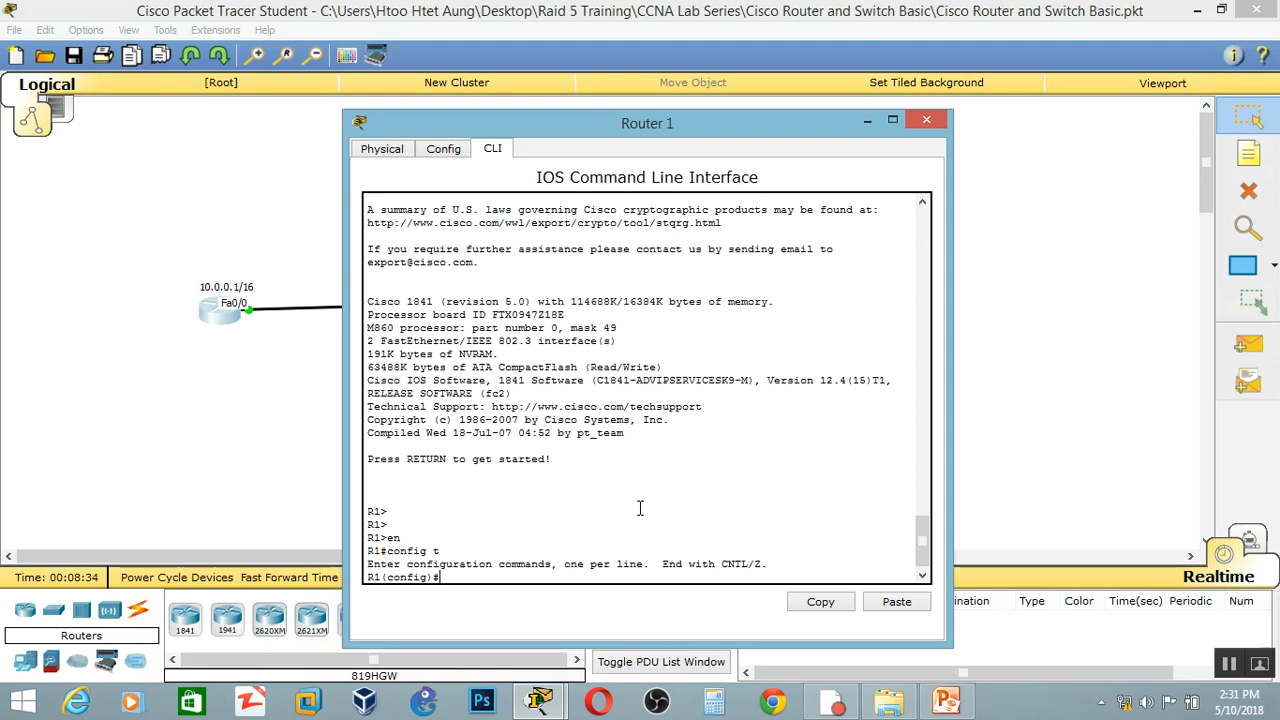 Cisco Packet Tracer Student - C:\Users\Htoo Htet Aung\Desktop\Raid 5 Training\CCNA Lab Series\Cisco Router and Switch Basic\Cisco Router and Switch Basic.pkt
File Edit Options View Tools Extensions Help
Logical
[Root]
New Cluster
Move Object
Set Tiled Background
Viewport
Router 1
Physical Config CLI
IOS Command Line Interface
A summary of U.S. laws governing Cisco cryptographic products may be found at:
http://www.cisco.com/wwl/export/crypto/tool/stqrg.html
If you require further assistance please contact us by sending email to
export@cisco.com.
Cisco 1841 (revision 5.0) with 114688K/16384K bytes of memory.
Processor board ID FTX0947Z18E
M860 processor: part number 0, mask 49
2 FastEthernet/IEEE 802.3 interface(s)
191K bytes of NVRAM.
63488K bytes of ATA CompactFlash (Read/Write)
Cisco IOS Software, 1841 Software (C1841-ADVIPSERVICESK9-M), Version 12.4(15)T1,
RELEASE SOFTWARE (fc2)
Technical Support: http://www.cisco.com/techsupport
Copyright (c) 1986-2007 by Cisco Systems, Inc.
Compiled Wed 18-Jul-07 04:52 by pt_team
Press RETURN to get started!
R1>
R1>
R1>en
R1#config t
Enter configuration commands, one per line. End with CNTL/Z.
R1(config)#
Copy Paste
10.0.0.1/16
Fa0/0
Time: 00:08:34 Power Cycle Devices Fast Forward Time
Realtime
1841 1941 2620XM 2621XM
Routers
819HGW
Toggle PDU List Window
ination Type Color Time(sec) Periodic Num
2:31 PM
5/10/2018